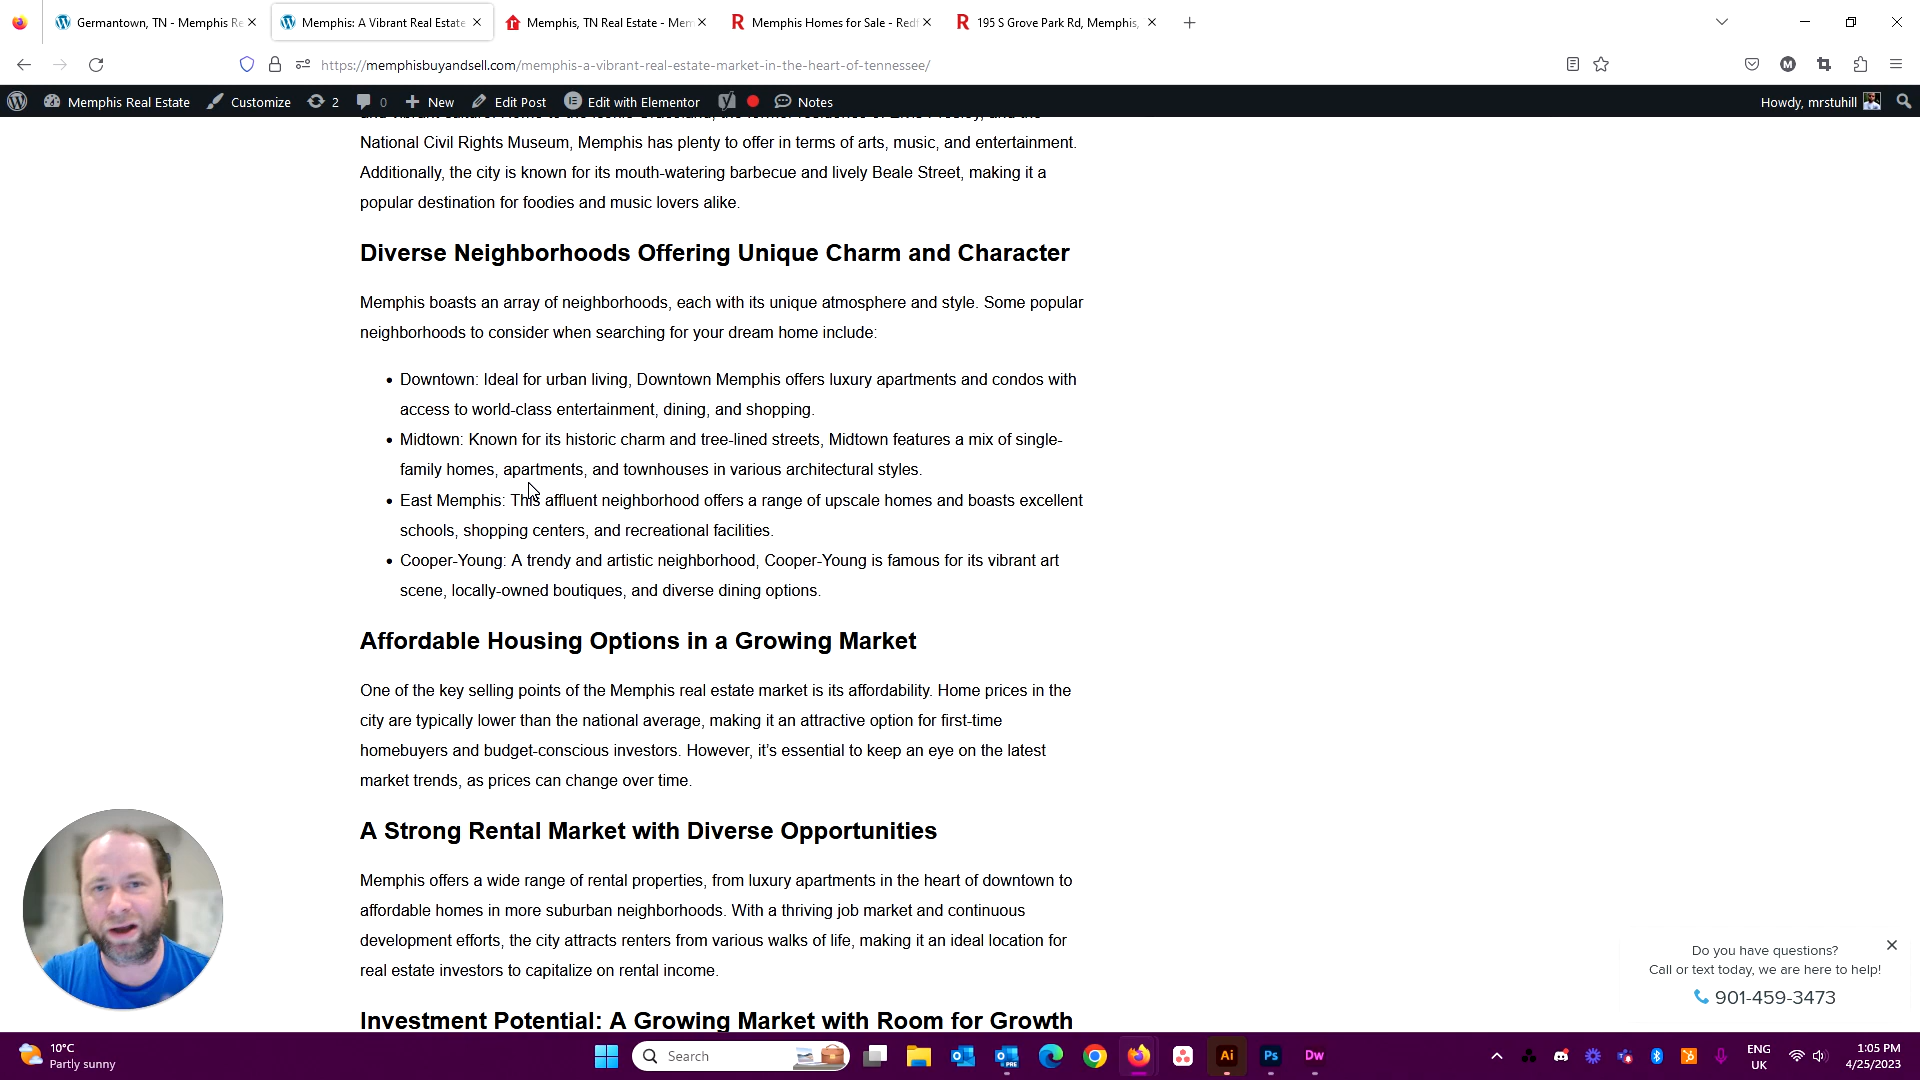 Germantown, TN - Memphis Re
Memphis: A Vibrant Real Estate
Memphis, TN Real Estate - Mem
Memphis Homes for Sale - Redf
195 S Grove Park Rd, Memphis,
https://memphisbuyandsell.com/memphis-a-vibrant-real-estate-market-in-the-heart-of-tennessee/
Memphis Real Estate
Customize
2
0
New
Edit Post
Edit with Elementor
Notes
Howdy, mrstuhill
National Civil Rights Museum, Memphis has plenty to offer in terms of arts, music, and entertainment.
Additionally, the city is known for its mouth-watering barbecue and lively Beale Street, making it a
popular destination for foodies and music lovers alike.
Diverse Neighborhoods Offering Unique Charm and Character
Memphis boasts an array of neighborhoods, each with its unique atmosphere and style. Some popular
neighborhoods to consider when searching for your dream home include:
• Downtown: Ideal for urban living, Downtown Memphis offers luxury apartments and condos with
access to world-class entertainment, dining, and shopping.
• Midtown: Known for its historic charm and tree-lined streets, Midtown features a mix of single-
family homes, apartments, and townhouses in various architectural styles.
• East Memphis: This affluent neighborhood offers a range of upscale homes and boasts excellent
schools, shopping centers, and recreational facilities.
• Cooper-Young: A trendy and artistic neighborhood, Cooper-Young is famous for its vibrant art
scene, locally-owned boutiques, and diverse dining options.
Affordable Housing Options in a Growing Market
One of the key selling points of the Memphis real estate market is its affordability. Home prices in the
city are typically lower than the national average, making it an attractive option for first-time
homebuyers and budget-conscious investors. However, it's essential to keep an eye on the latest
market trends, as prices can change over time.
A Strong Rental Market with Diverse Opportunities
Memphis offers a wide range of rental properties, from luxury apartments in the heart of downtown to
affordable homes in more suburban neighborhoods. With a thriving job market and continuous
development efforts, the city attracts renters from various walks of life, making it an ideal location for
real estate investors to capitalize on rental income.
Investment Potential: A Growing Market with Room for Growth
Do you have questions?
Call or text today, we are here to help!
901-459-3473
10°C
Partly sunny
Search
PRE
Ai
Ps
Dw
ENG
UK
1:05 PM
4/25/2023